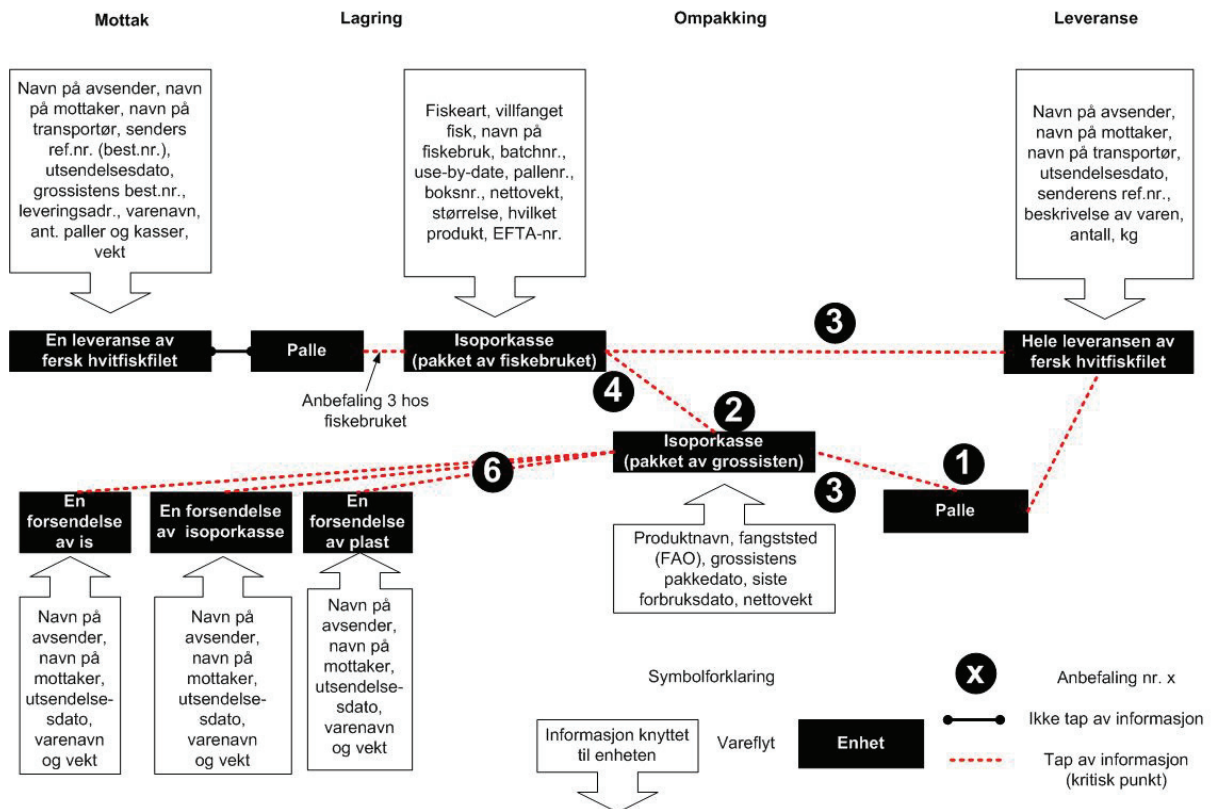 Mottak
Lagring
Ompakking
Leveranse
Navn på avsender, navn
på mottaker, navn på
transportør, senders
ref.nr. (best.nr.),
utsendelsesdato,
grossistens best.nr.,
leveringsadr., varenavn,
ant. paller og kasser,
vekt
Fiskeart, villfanget
fisk, navn på
fiskebruk, batchnr.,
use-by-date, pallenr.,
boksnr., nettovekt,
størrelse, hvilket
produkt, EFTA-nr.
Navn på avsender,
navn på mottaker,
navn på transportør,
utsendelsesdato,
senderens ref.nr.,
beskrivelse av varen,
antall, kg
En leveranse av
fersk hvitfiskfilet
Palle
Isoporkasse
(pakket av fiskebruket)
3
Hele leveransen av
fersk hvitfiskfilet
Anbefaling 3 hos
fiskebruket
4
2
Isoporkasse
(pakket av grossisten)
6
1
3
Palle
En
forsendelse
av is
En forsendelse
av isoporkasse
En
forsendelse
av plast
Produktnavn, fangststed
(FAO), grossistens
pakkedato, siste
forbruksdato, nettovekt
Navn på
avsender,
navn på
mottaker,
utsendelse-
sdato,
varenavn
og vekt
Navn på
avsender,
navn på
mottaker,
utsendelse-
sdato,
varenavn
og vekt
Navn på
avsender,
navn på
mottaker,
utsendelse-
sdato,
varenavn
og vekt
Symbolforklaring
x
Anbefaling nr. x
Ikke tap av informasjon
Informasjon knyttet
til enheten
Vareflyt
Enhet
Tap av informasjon
(kritisk punkt)